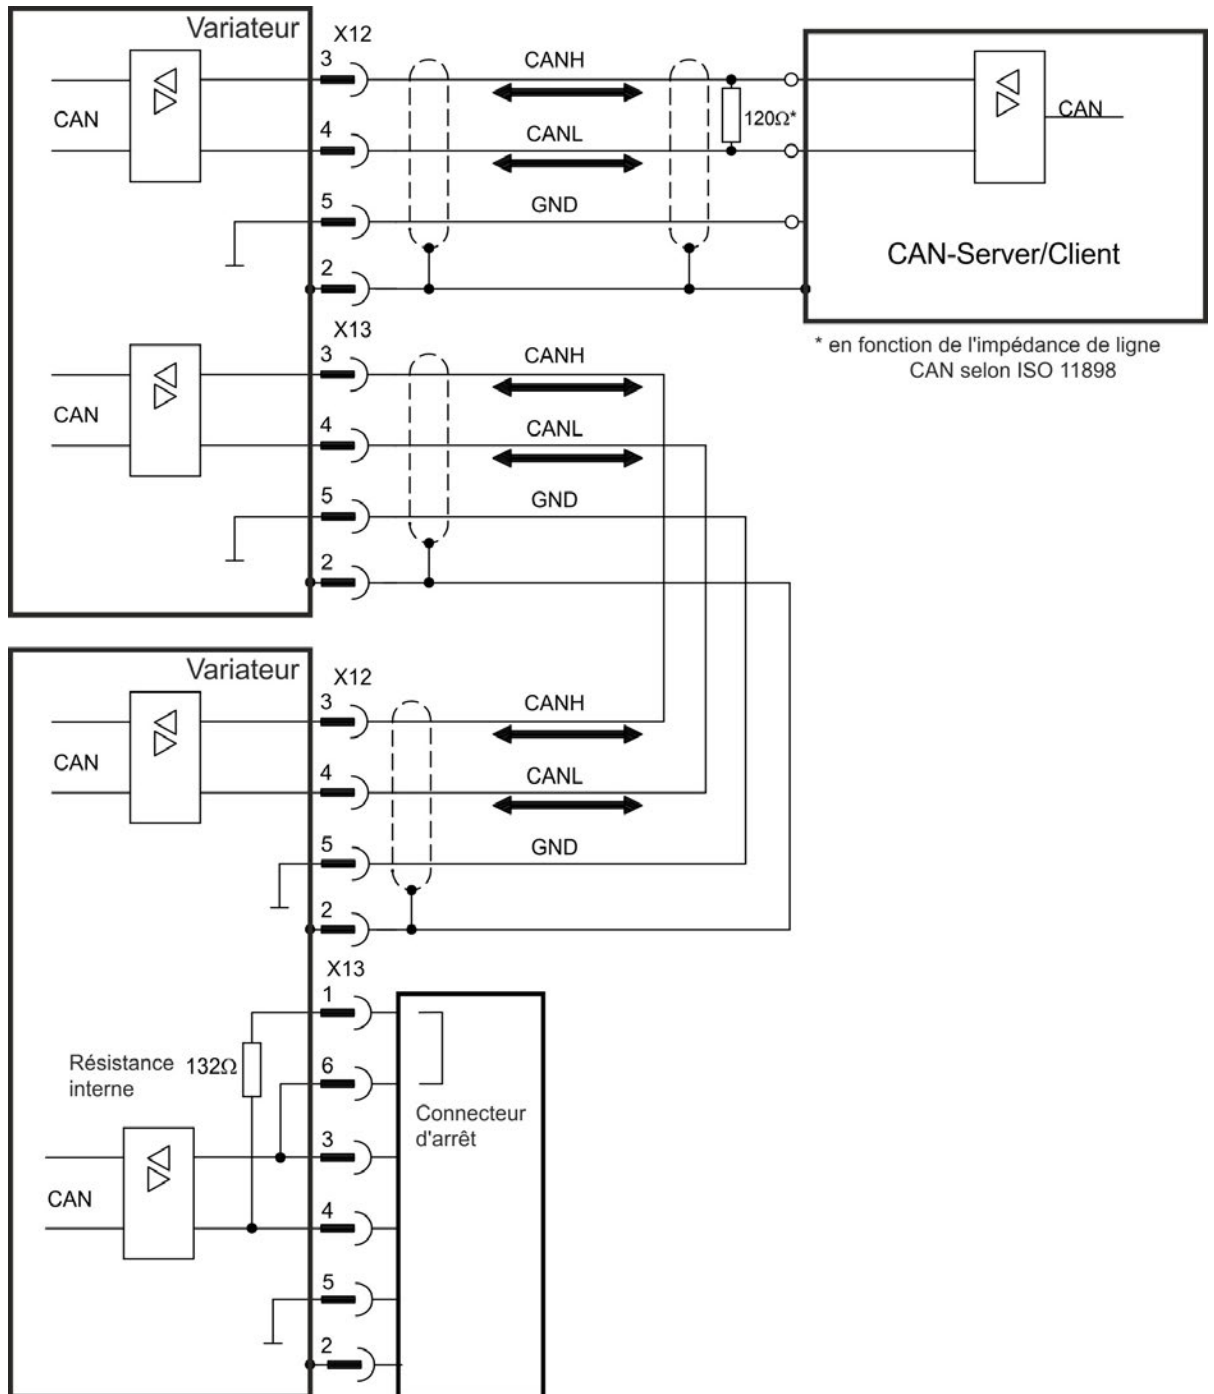 Variateur
X12
3
CANH
CAN
120Ω*
CAN
4
CANL
5
GND
CAN-Server/Client
2
* en fonction de l'impédance de ligne
CAN selon ISO 11898
X13
3
CANH
CAN
4
CANL
5
GND
2
Variateur
X12
3
CANH
CAN
4
CANL
5
GND
2
X13
1
Résistance
interne
132Ω
6
Connecteur
d'arrêt
3
CAN
4
5
2